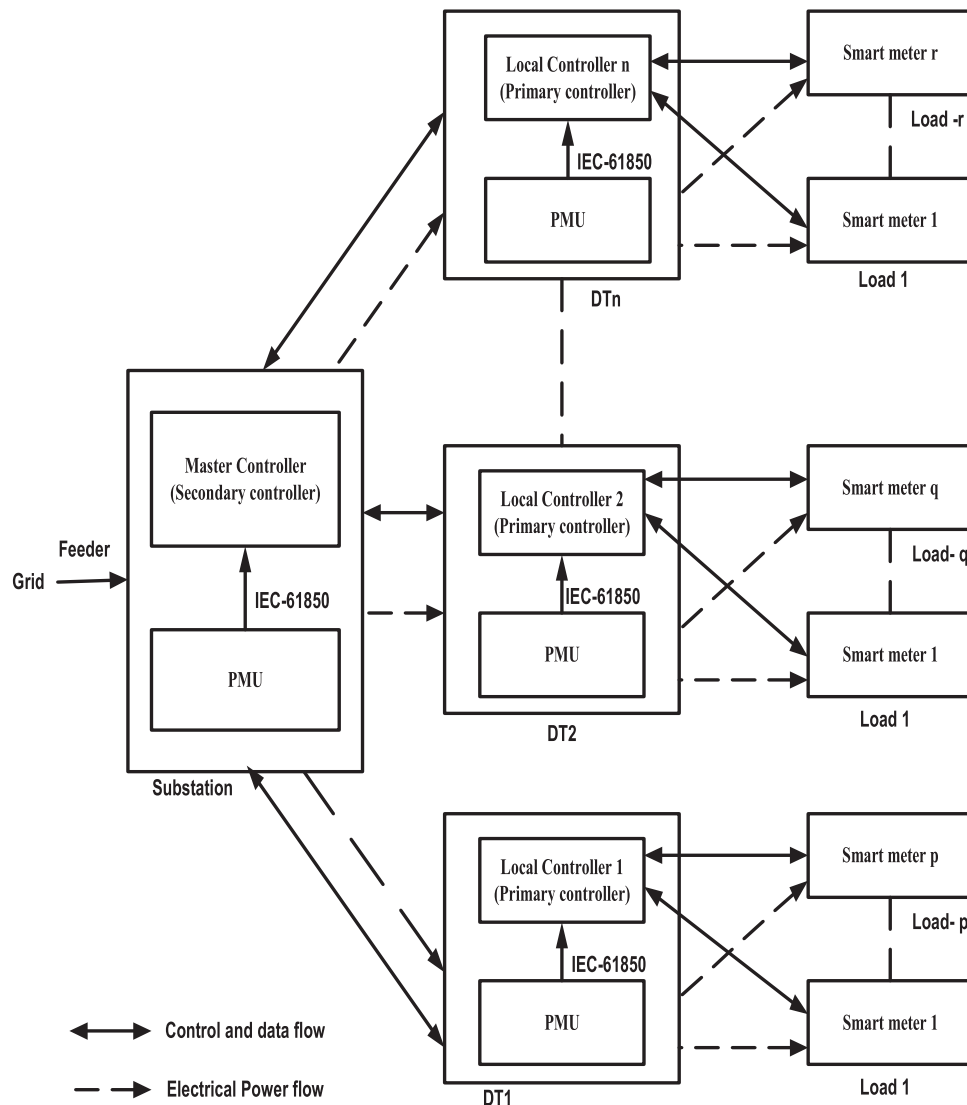 Local Controller n
(Primary controller)
IEC-61850
PMU
DTn
Smart meter r
Load -r
Smart meter 1
Load 1
Master Controller
(Secondary controller)
Feeder
Grid
IEC-61850
PMU
Substation
Local Controller 2
(Primary controller)
IEC-61850
PMU
DT2
Smart meter q
Load- q
Smart meter 1
Load 1
Local Controller 1
(Primary controller)
IEC-61850
PMU
DT1
Smart meter p
Load- p
Smart meter 1
Load 1
Control and data flow
Electrical Power flow